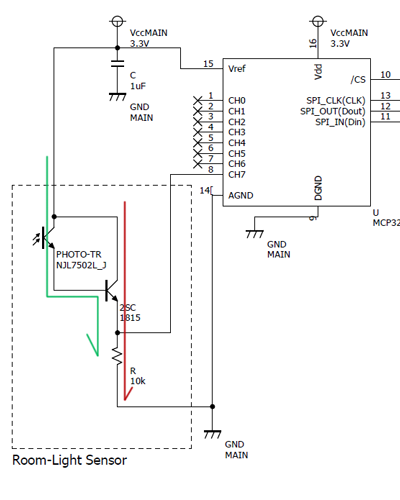 VccMAIN
3.3V
VccMAIN
3.3V
16
15
Vref
Vdd
/CS
10
C
1uF
GND
MAIN
1
CH0
2
CH1
3
CH2
4
CH3
5
CH4
6
CH5
7
CH6
8
CH7
SPI_CLK(CLK)
13
SPI_OUT(Dout)
12
SPI_IN(Din)
11
14
AGND
DGND
9
U
MCP32
GND
MAIN
PHOTO-TR
NJL7502L_J
2SC
1815
R
10k
GND
MAIN
Room-Light Sensor